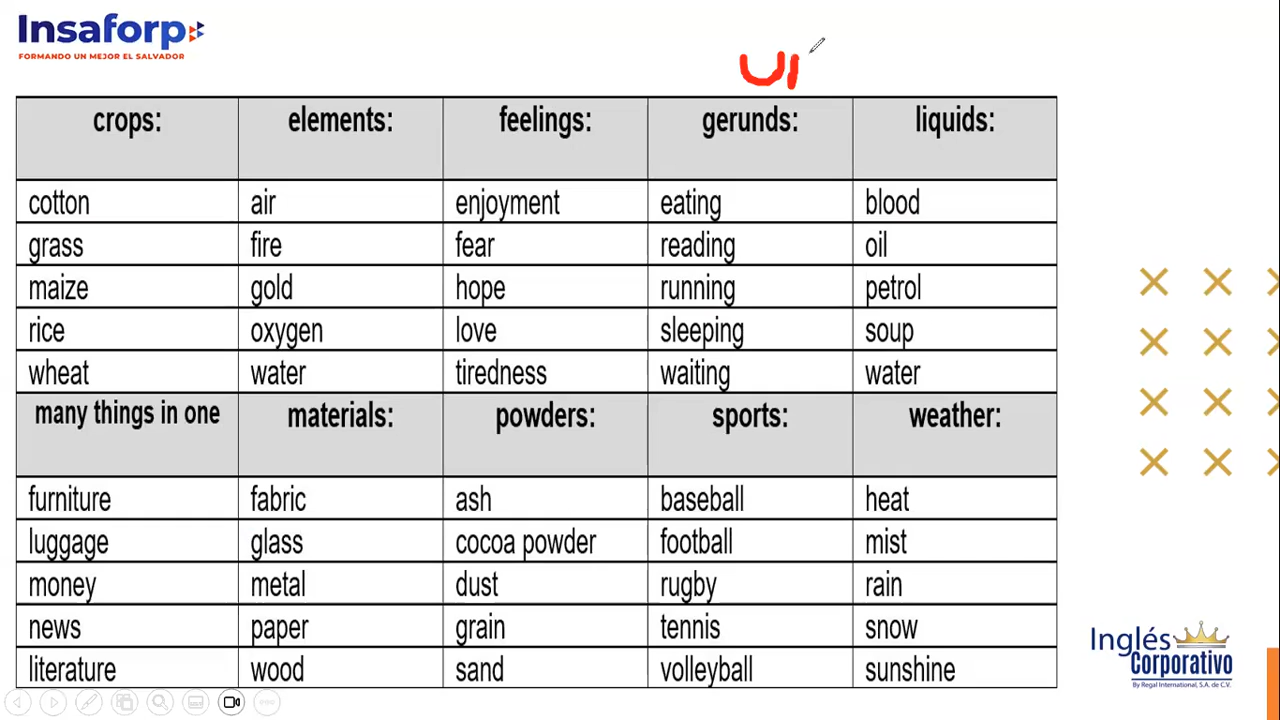 Insaforp
FORMANDO UN MEJOR EL SALVADOR
crops: elements: feelings: gerunds: liquids:
cotton air enjoyment eating blood
grass fire fear reading oil
maize gold hope running petrol
rice oxygen love sleeping soup
wheat water tiredness waiting water
many things in one materials: powders: sports: weather:
furniture fabric ash baseball heat
luggage glass cocoa powder football mist
money metal dust rugby rain
news paper grain tennis snow
literature wood sand volleyball sunshine
Inglés
Corporativo
By Regal International, S.A. de C.V.